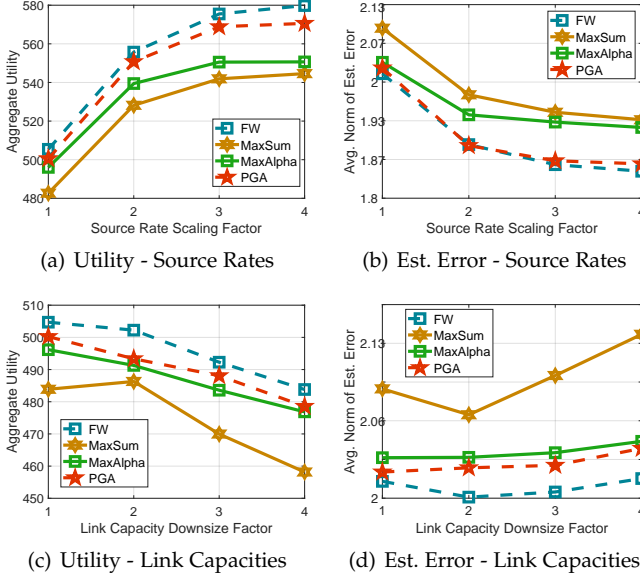 580
560
540
520
500
480
Aggregate Utility
FW
MaxSum
MaxAlpha
PGA
1 2 3 4
Source Rate Scaling Factor
(a) Utility - Source Rates
2.13
2.07
2
1.93
1.87
1.8
Avg. Norm of Est. Error
FW
MaxSum
MaxAlpha
PGA
1 2 3 4
Source Rate Scaling Factor
(b) Est. Error - Source Rates
510
500
490
480
470
460
450
Aggregate Utility
FW
MaxSum
MaxAlpha
PGA
1 2 3 4
Link Capacity Downsize Factor
(c) Utility - Link Capacities
2.13
2.06
2
Avg. Norm of Est. Error
FW
MaxSum
MaxAlpha
PGA
1 2 3 4
Link Capacity Downsize Factor
(d) Est. Error - Link Capacities